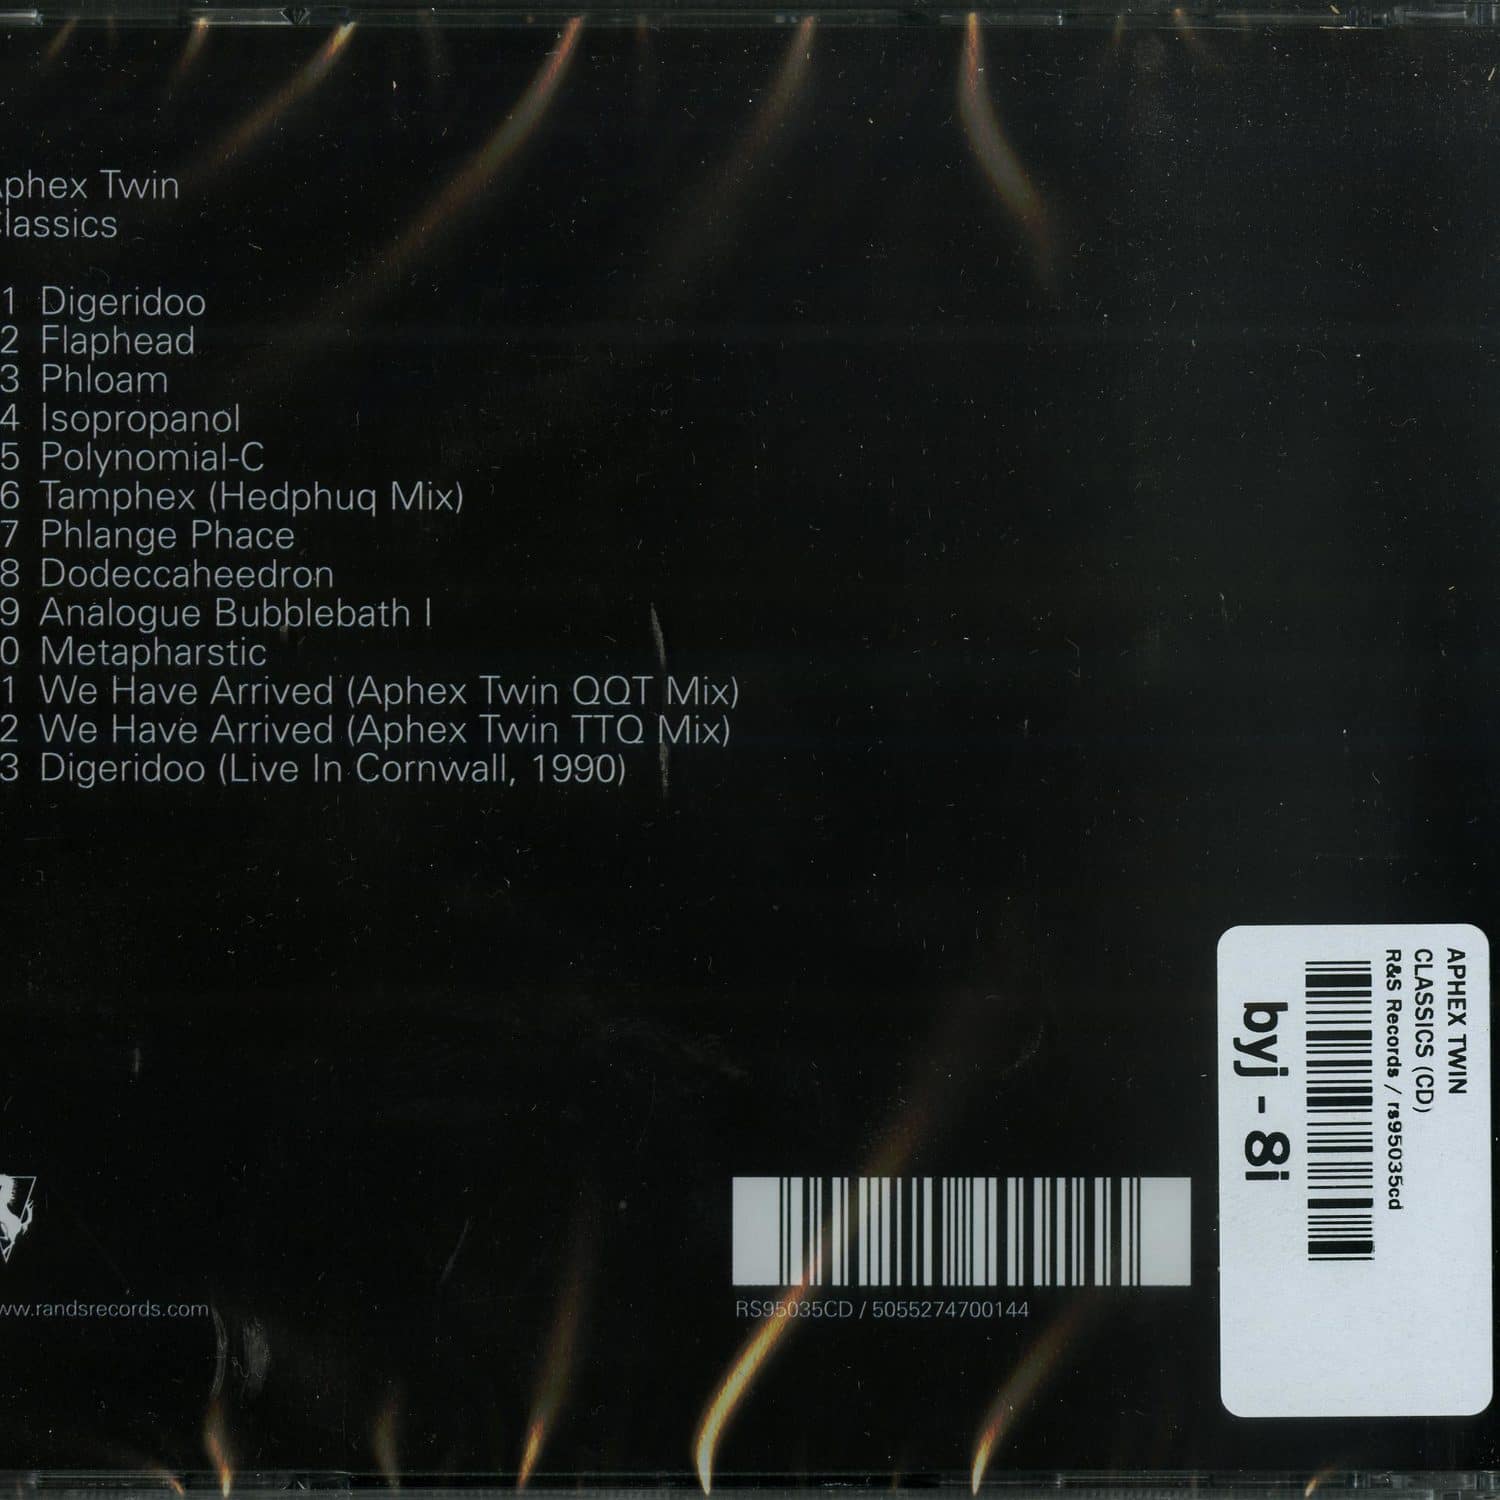 Aphex Twin
Classics
1 Digeridoo
2 Flaphead
3 Phloam
4 Isopropanol
5 Polynomial-C
6 Tamphex (Hedphuq Mix)
7 Phlange Phace
8 Dodeccaheedron
9 Analogue Bubblebath I
0 Metapharstic
1 We Have Arrived (Aphex Twin QQT Mix)
2 We Have Arrived (Aphex Twin TTQ Mix)
3 Digeridoo (Live In Cornwall, 1990)
ww.randsrecords.com
RS95035CD / 5055274700144
APHEX TWIN
CLASSICS (CD)
R&S Records / rs95035cd
byj - 8i